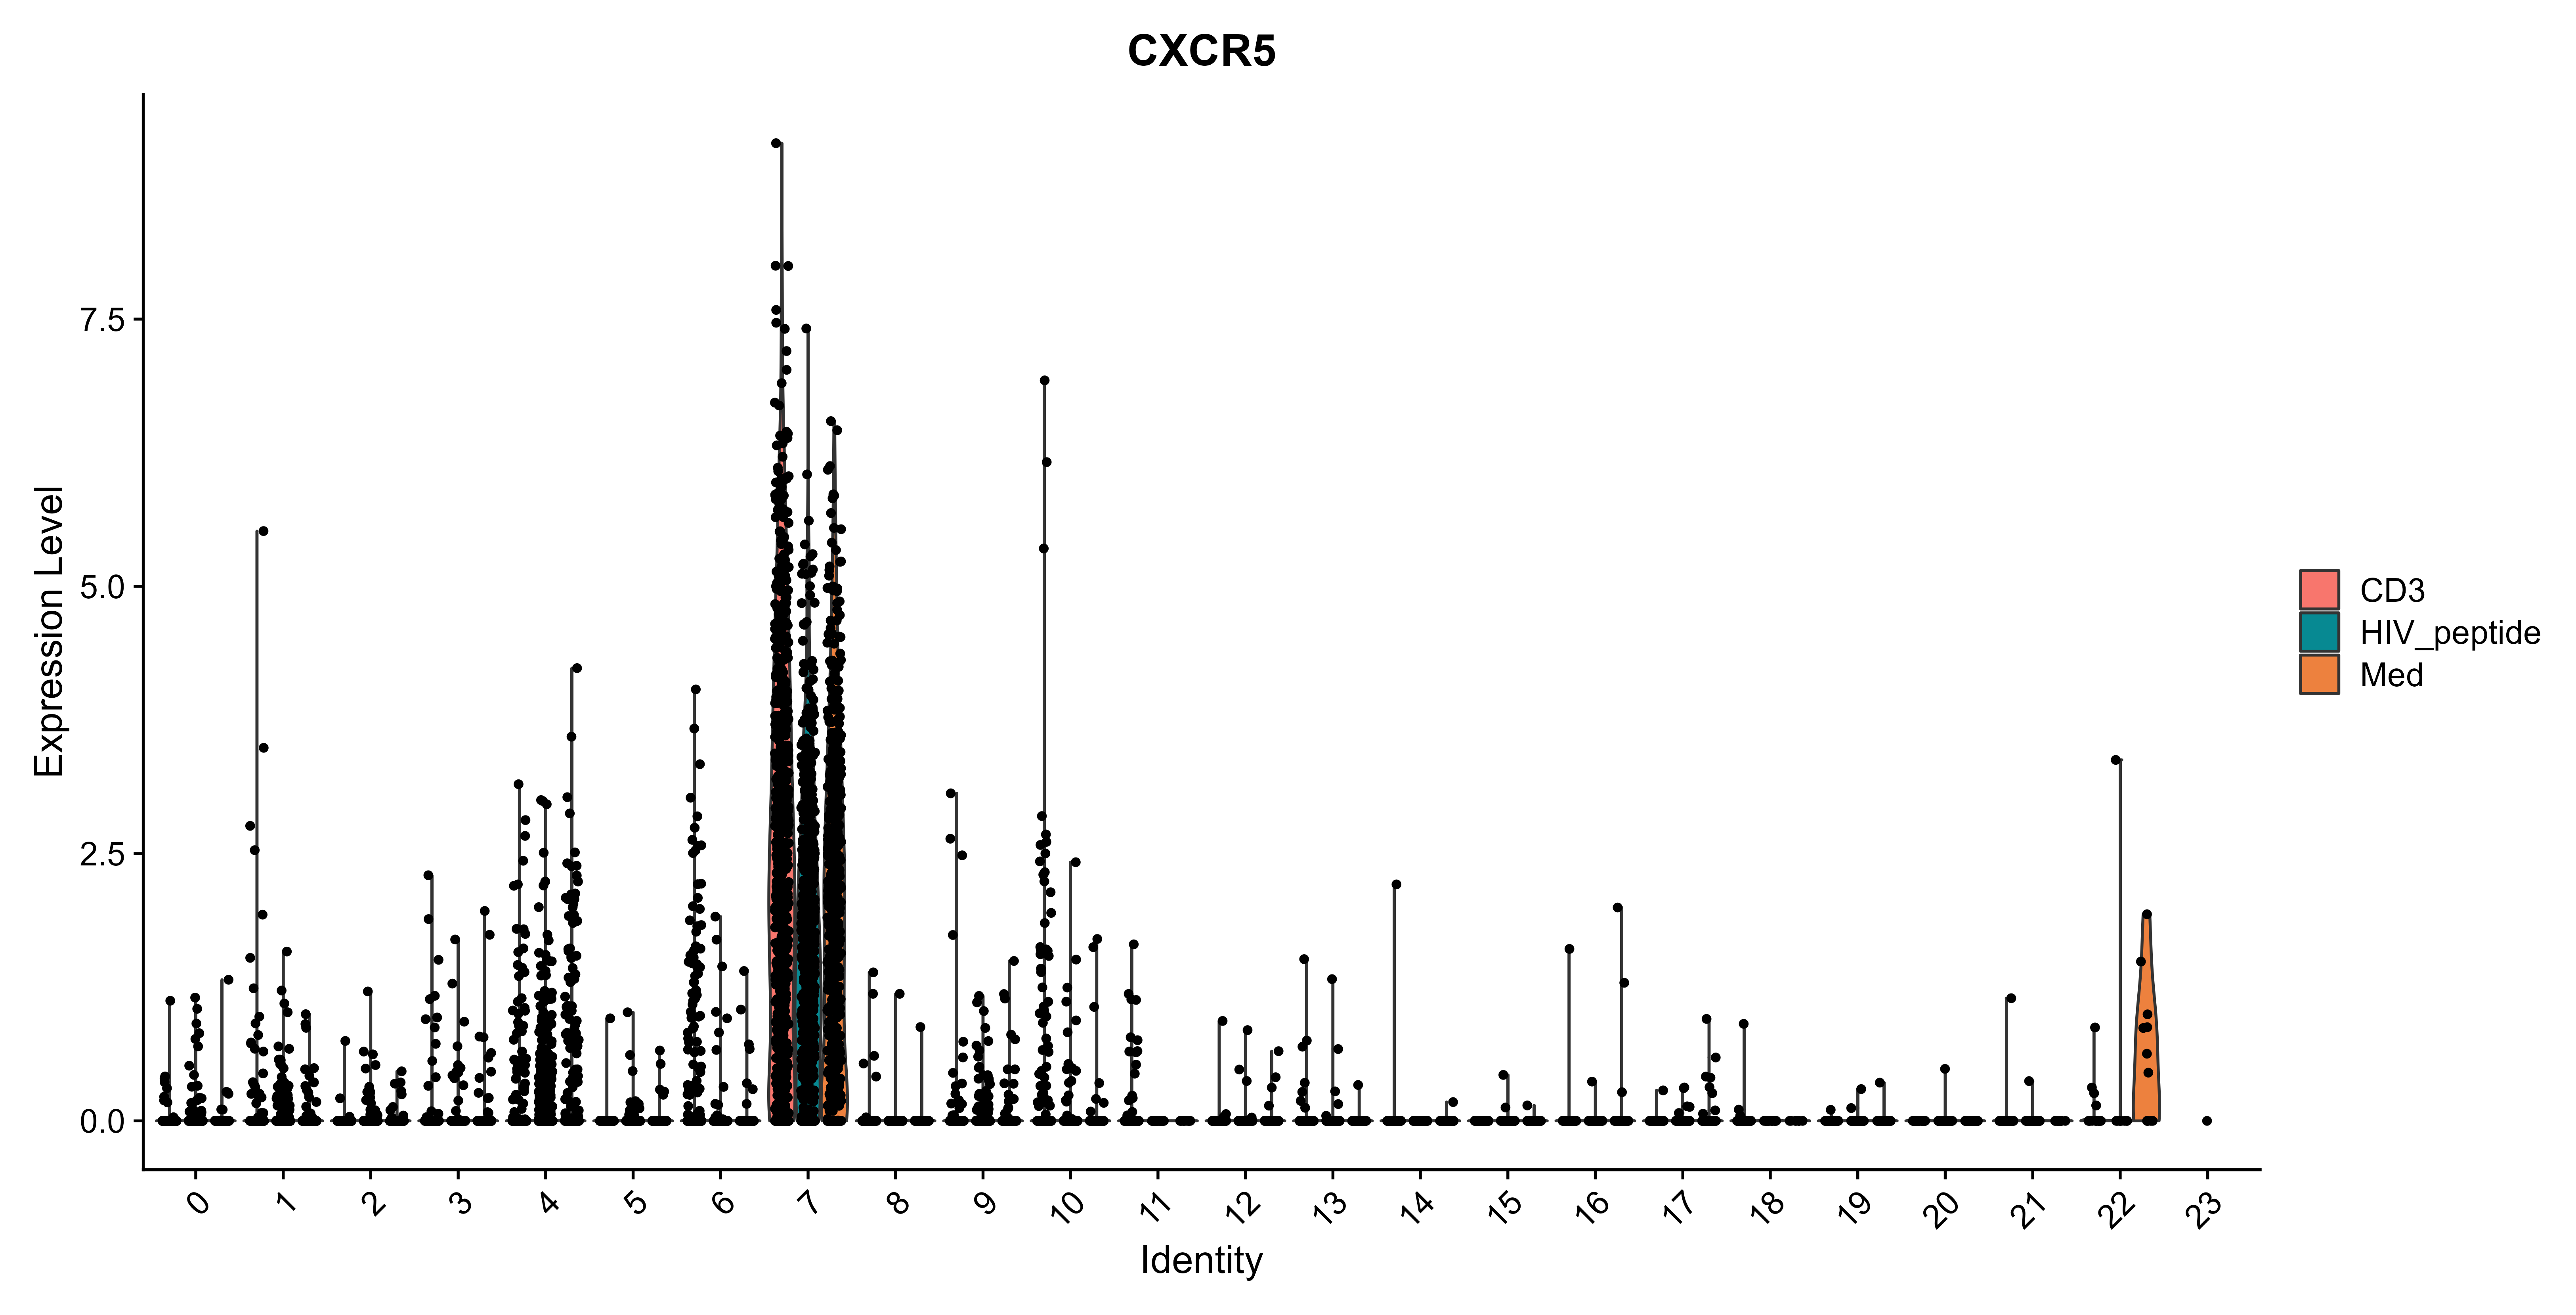 CXCR5
Expression Level
7.5
5.0
2.5
0.0
0 1 2 3 4 5 6 7 8 9 10 11 12 13 14 15 16 17 18 19 20 21 22 23
Identity
CD3
HIV_peptide
Med